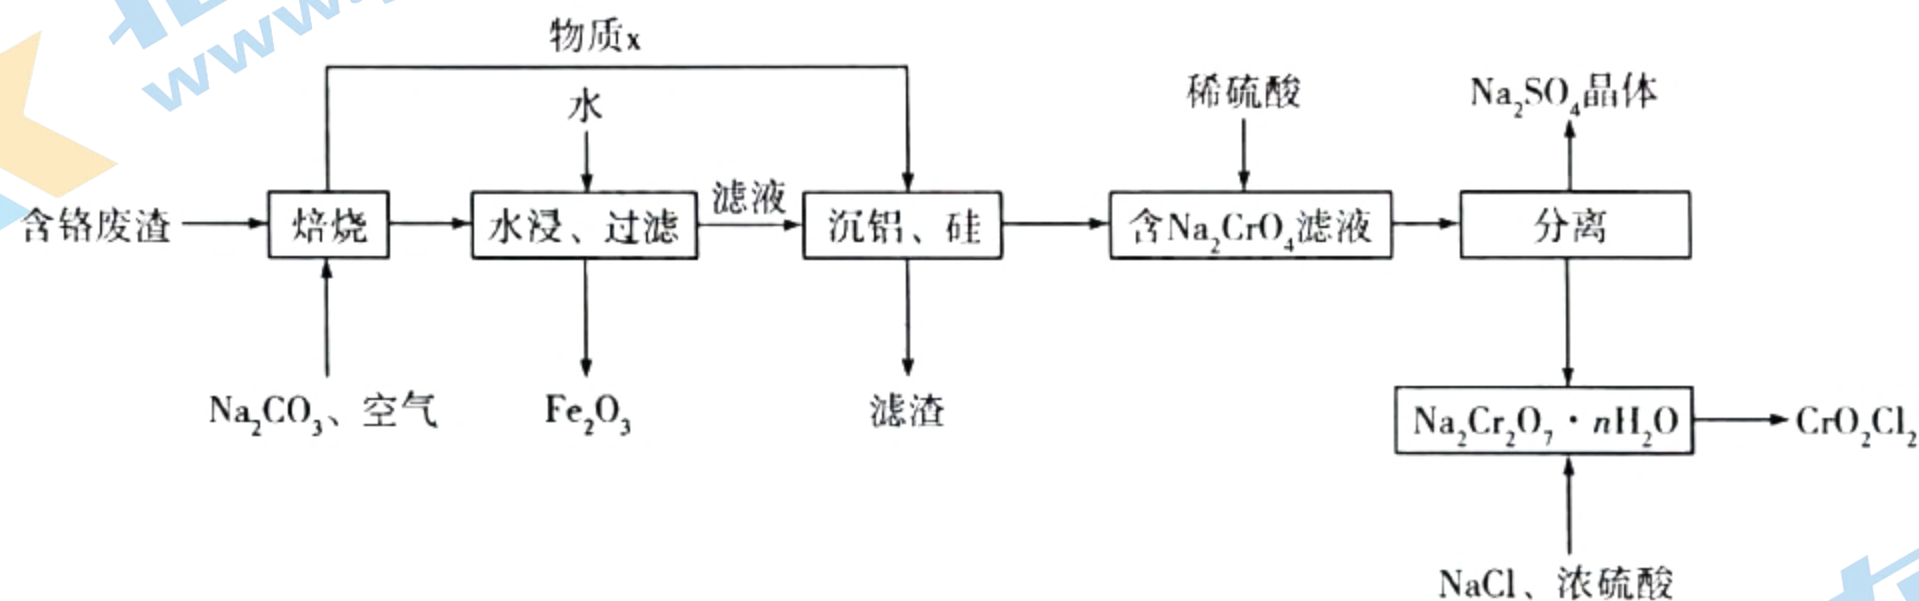 物质x
水
稀硫酸
Na₂SO₄晶体
含铬废渣
焙烧
水浸、过滤
滤液
沉铝、硅
含Na₂CrO₄滤液
分离
Na₂CO₃、空气
Fe₂O₃
滤渣
Na₂Cr₂O₇·nH₂O
CrO₂Cl₂
NaCl、浓硫酸